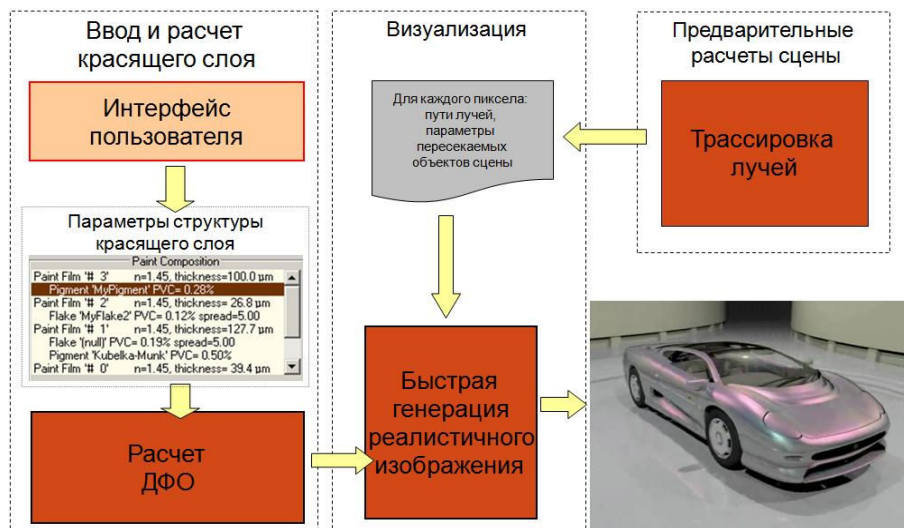 Ввод и расчет
красящего слоя
Интерфейс
пользователя
Параметры структуры
красящего слоя
Paint Composition
Paint Film '# 3' n=1.45, thickness=100.0 µm
Pigment 'MyPigment' PVC= 0.28%
Paint Film '# 2' n=1.45, thickness= 26.8 µm
Flake 'MyFlake2' PVC= 0.12% spread=5.00
Paint Film '# 1' n=1.45, thickness=127.7 µm
Flake '(null)' PVC= 0.19% spread=5.00
Pigment 'Kubelka-Munk' PVC= 0.50%
Paint Film '# 0' n=1.45, thickness= 39.4 µm
Расчет
ДФО
Визуализация
Для каждого пиксела:
пути лучей,
параметры
пересекаемых
объектов сцены
Быстрая
генерация
реалистичного
изображения
Предварительные
расчеты сцены
Трассировка
лучей